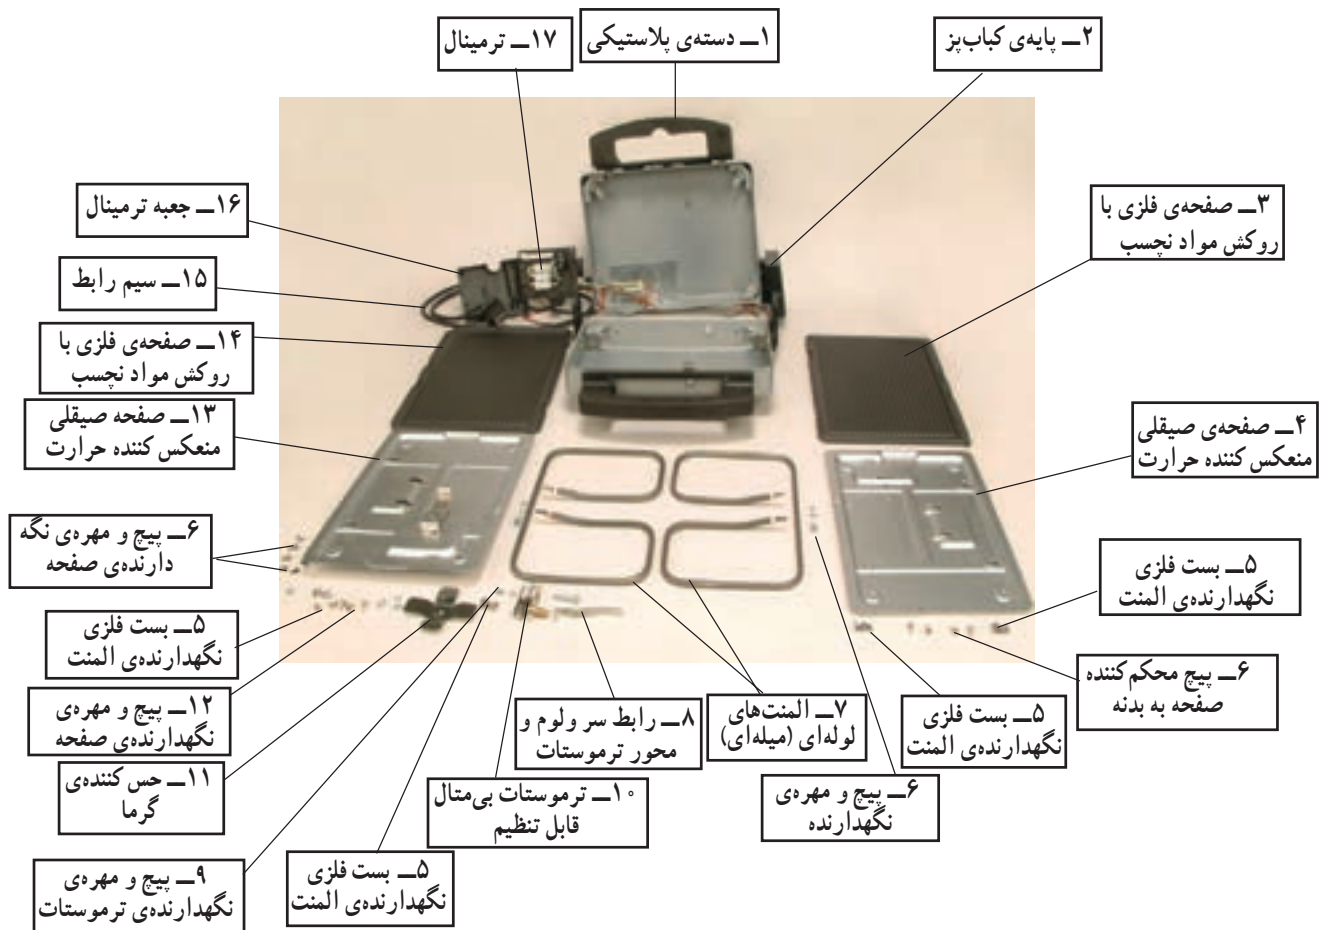 ۱ــ دسته‌ی پلاستیکی
۲ــ پایه‌ی کباب‌پز
۱۷ــ ترمینال
۳ــ صفحه‌ی فلزی با
روکش مواد نچسب
۱۶ــ جعبه ترمینال
۱۵ــ سیم رابط
۱۴ــ صفحه‌ی فلزی با
روکش مواد نچسب
۱۳ــ صفحه صیقلی
منعکس کننده حرارت
۴ــ صفحه‌ی صیقلی
منعکس کننده حرارت
۶ــ پیچ و مهره‌ی نگه
دارنده‌ی صفحه
۵ــ بست فلزی
نگهدارنده‌ی المنت
۵ــ بست فلزی
نگهدارنده‌ی المنت
۶ــ پیچ محکم‌کننده
صفحه به بدنه
۱۲ــ پیچ و مهره‌ی
نگهدارنده‌ی صفحه
۵ــ بست فلزی
نگهدارنده‌ی المنت
۷ــ المنت‌های
لوله‌ای (میله‌ای)
۸ــ رابط سر ولوم و
محور ترموستات
۱۱ــ حس کننده‌ی
گرما
۶ــ پیچ و مهره‌ی
نگهدارنده
۱۰ــ ترموستات بی‌متال
قابل تنظیم
۵ــ بست فلزی
نگهدارنده‌ی المنت
۹ــ پیچ و مهره‌ی
نگهدارنده‌ی ترموستات